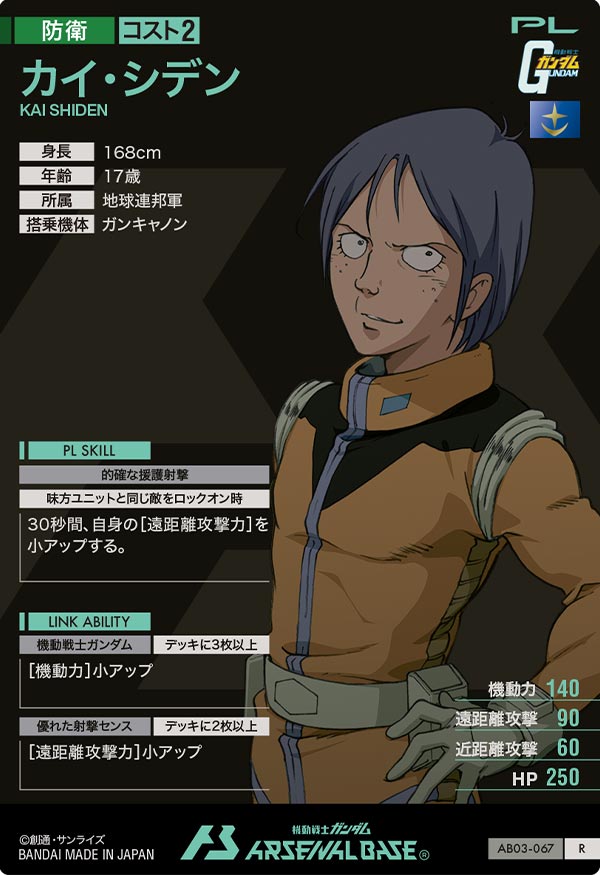 防衛 コスト2
PL
カイ・シデン
KAI SHIDEN
機動戦士
ガンダム
GUNDAM
身長 168cm
年齢 17歳
所属 地球連邦軍
搭乗機体 ガンキャノン
PL SKILL
的確な援護射撃
味方ユニットと同じ敵をロックオン時
30秒間、自身の[遠距離攻撃力]を
小アップする。
LINK ABILITY
機動戦士ガンダム デッキに3枚以上
[機動力]小アップ
優れた射撃センス デッキに2枚以上
[遠距離攻撃力]小アップ
機動力 140
遠距離攻撃 90
近距離攻撃 60
HP 250
©創通・サンライズ
BANDAI MADE IN JAPAN
機動戦士ガンダム
ARSENAL BASE®
AB03-067 R